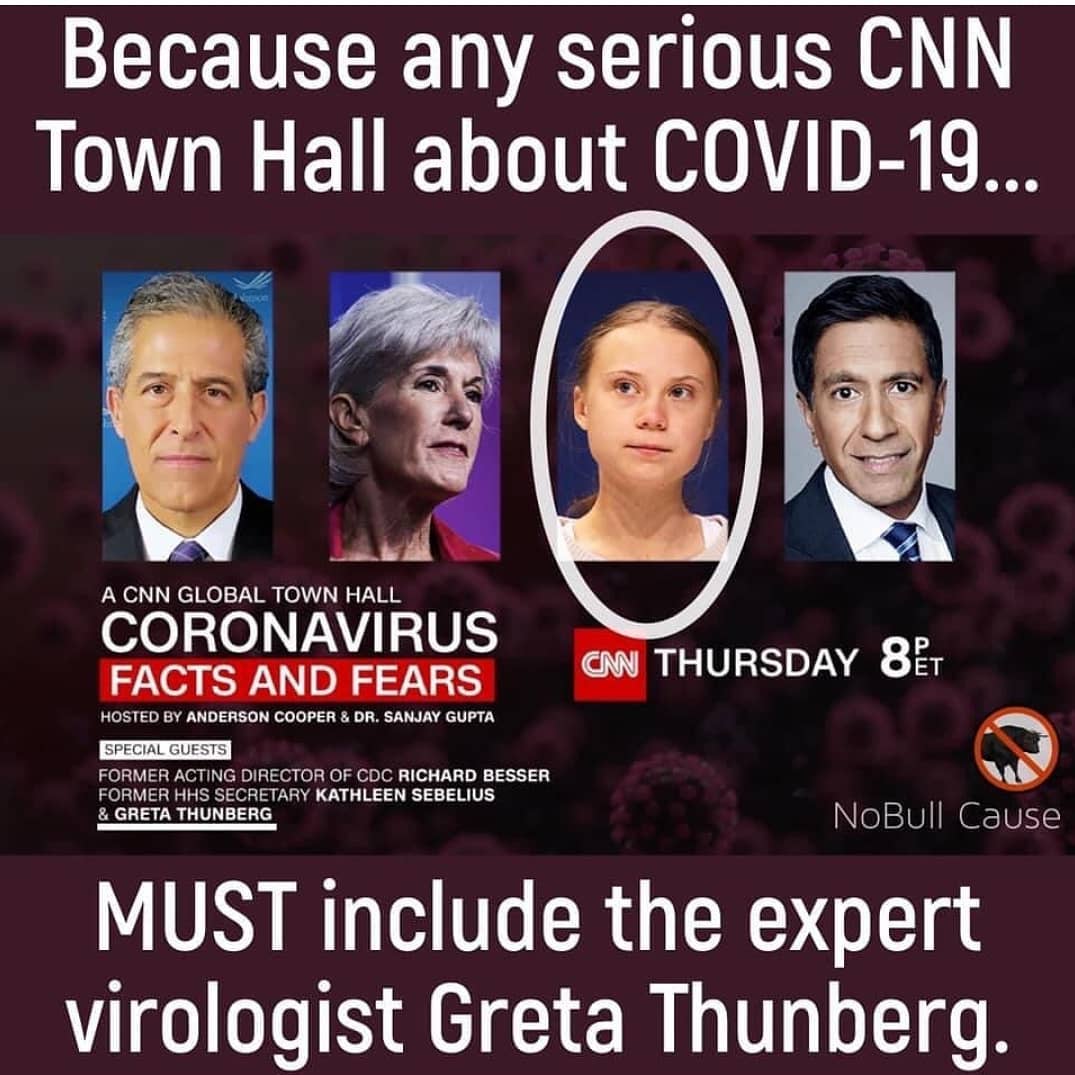 Because any serious CNN
Town Hall about COVID-19...
A CNN GLOBAL TOWN HALL
CORONAVIRUS
FACTS AND FEARS
HOSTED BY ANDERSON COOPER & DR. SANJAY GUPTA
SPECIAL GUESTS
FORMER ACTING DIRECTOR OF CDC RICHARD BESSER
FORMER HHS SECRETARY KATHLEEN SEBELIUS
& GRETA THUNBERG
CNN THURSDAY 8 P ET
NoBull Cause
MUST include the expert
virologist Greta Thunberg.